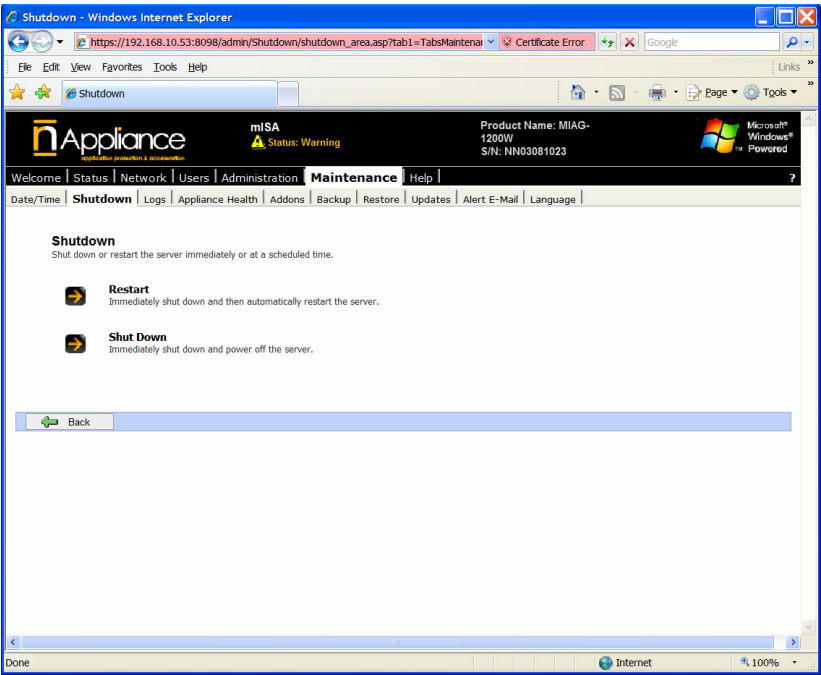 Shutdown - Windows Internet Explorer
https://192.168.10.53:8098/admin/Shutdown/shutdown_area.asp?tab1=TabsMaintenan Certificate Error Google
File Edit View Favorites Tools Help Links »
Shutdown Page Tools »
nAppliance
application protection & acceleration
mISA
Status: Warning
Product Name: MIAG-
1200W
S/N: NN03081023
Microsoft®
Windows®
Powered
TM
Welcome | Status | Network | Users | Administration | Maintenance | Help | ?
Date/Time | Shutdown | Logs | Appliance Health | Addons | Backup | Restore | Updates | Alert E-Mail | Language |
Shutdown
Shut down or restart the server immediately or at a scheduled time.
Restart
Immediately shut down and then automatically restart the server.
Shut Down
Immediately shut down and power off the server.
Back
Done Internet 100%